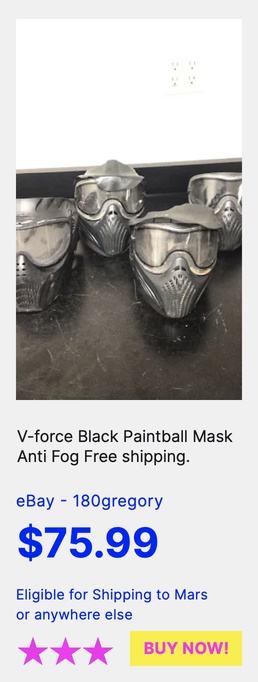 V-force Black Paintball Mask
Anti Fog Free shipping.
eBay - 180gregory
$75.99
Eligible for Shipping to Mars
or anywhere else
BUY NOW!